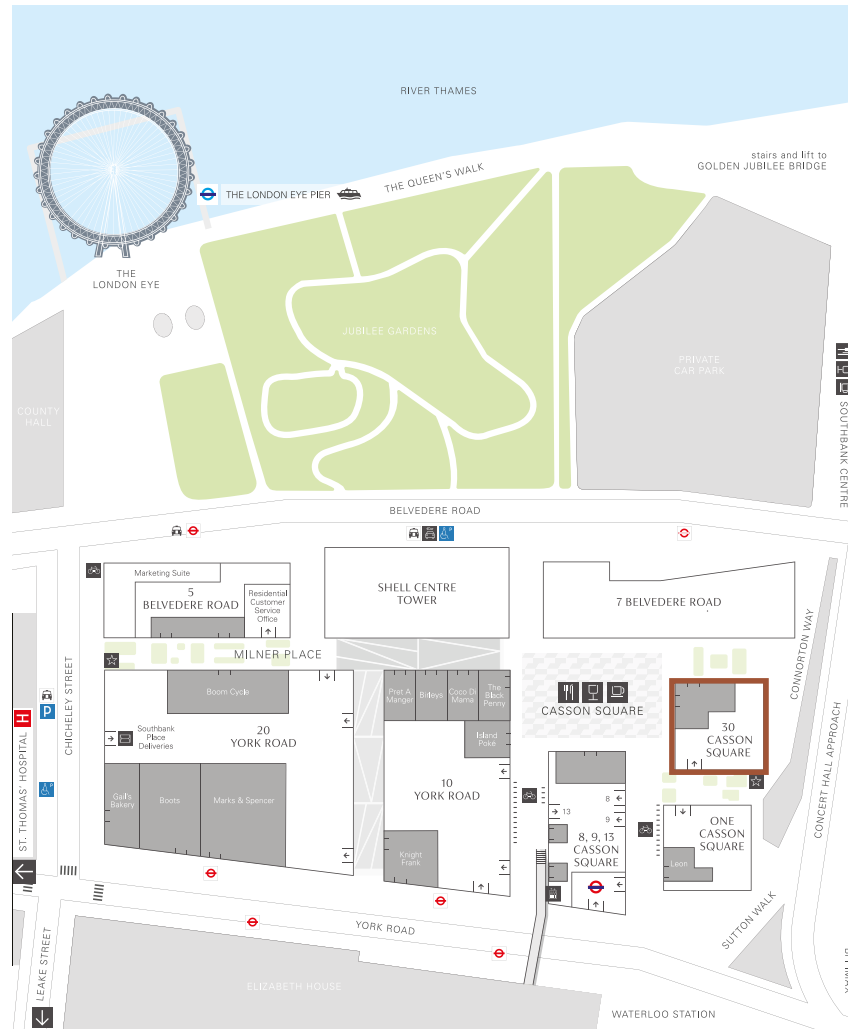 RIVER THAMES
stairs and lift to
GOLDEN JUBILEE BRIDGE
THE QUEEN'S WALK
THE LONDON EYE PIER
THE
LONDON EYE
JUBILEE GARDENS
PRIVATE
CAR PARK
COUNTY
HALL
SOUTHBANK CENTRE
BELVEDERE ROAD
P
Marketing Suite
5
BELVEDERE ROAD
Residential
Customer
Service
Office
SHELL CENTRE
TOWER
7 BELVEDERE ROAD
CONNORTON WAY
MILNER PLACE
CHICHELEY STREET
Boom Cycle
Pret A
Manger
Birleys
Coco Di
Mama
The
Black
Penny
CASSON SQUARE
30
CASSON
SQUARE
H
P
P
Southbank
Place
Deliveries
20
YORK ROAD
Island
Poke
10
YORK ROAD
ST. THOMAS' HOSPITAL
CONCERT HALL APPROACH
Gail's
Bakery
Boots
Marks & Spencer
Knight
Frank
13
8
9
8, 9, 13
CASSON
SQUARE
ONE
CASSON
SQUARE
Leon
SUTTON WALK
YORK ROAD
LEAKE STREET
ELIZABETH HOUSE
WATERLOO STATION